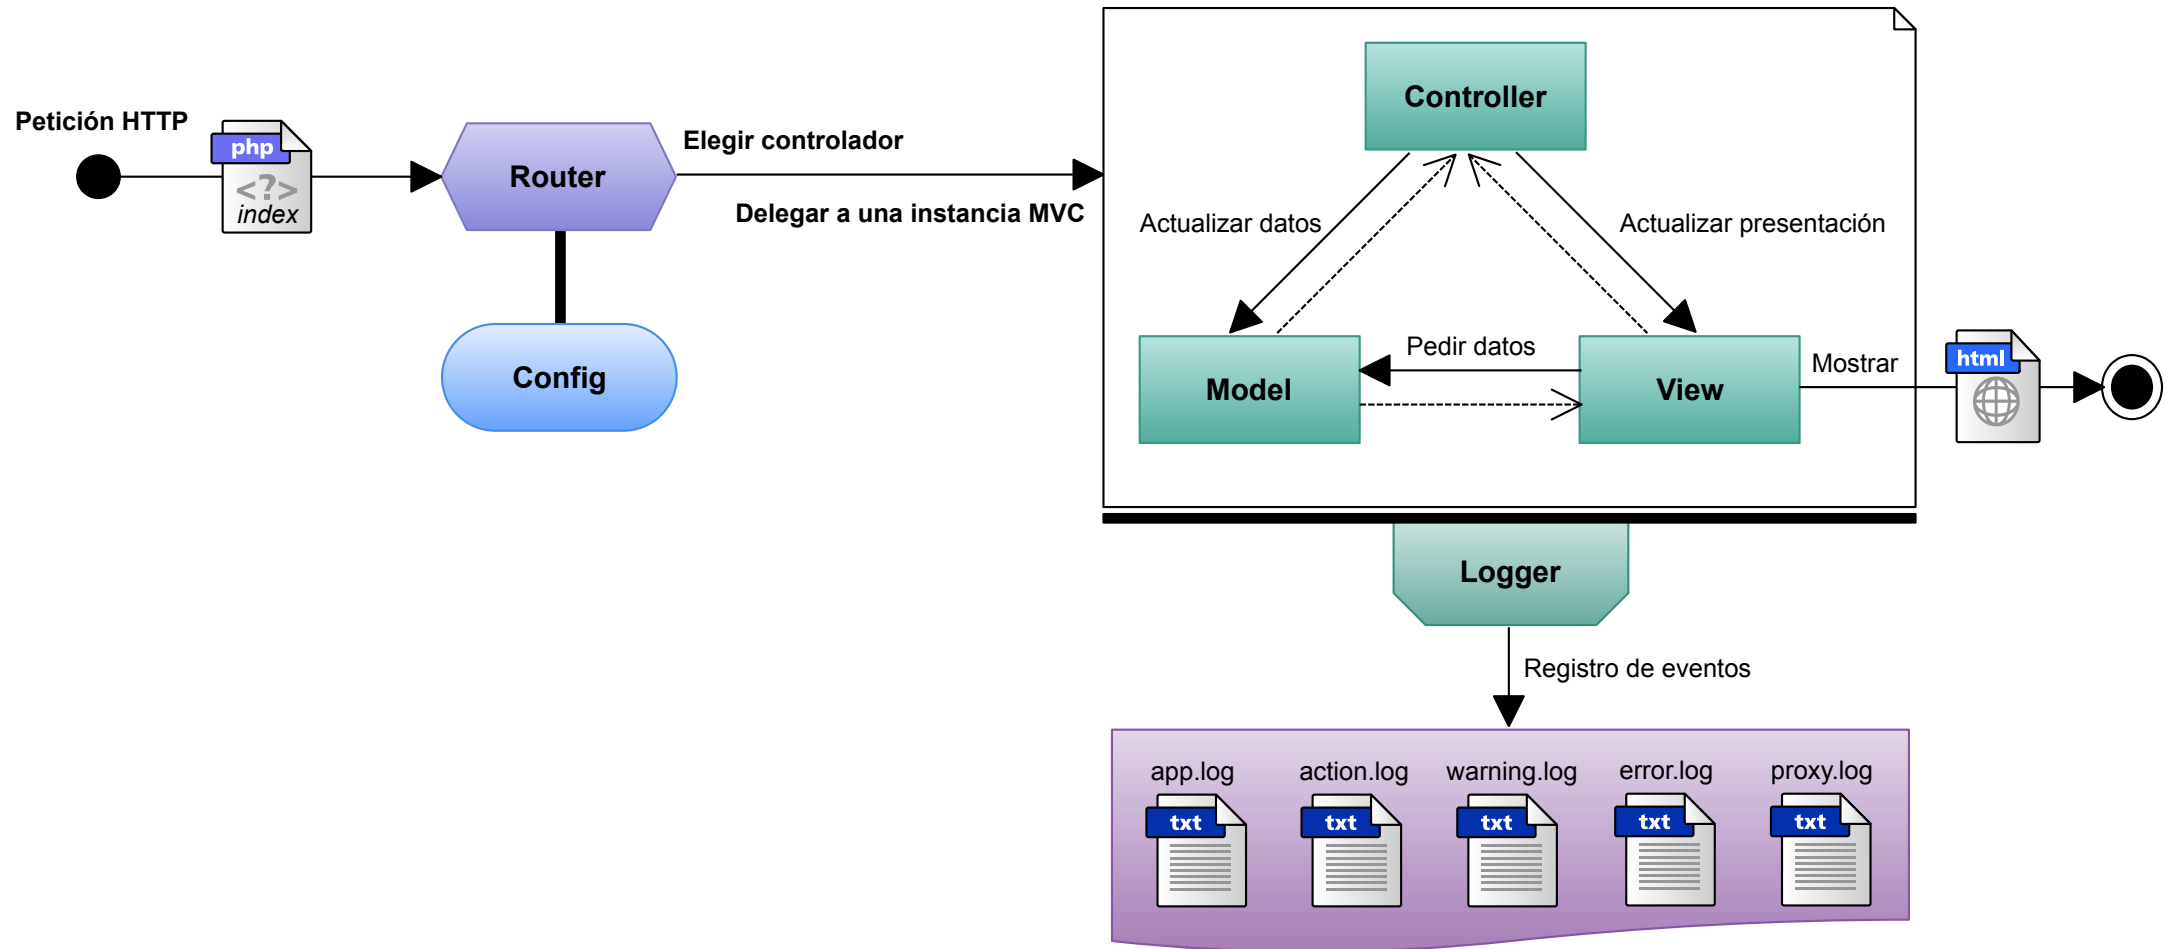 Petición HTTP
php
<?>
index
Router
Config
Elegir controlador
Delegar a una instancia MVC
Controller
Actualizar datos
Actualizar presentación
Pedir datos
Model
View
Mostrar
html
Logger
Registro de eventos
app.log
action.log
warning.log
error.log
proxy.log
txt
txt
txt
txt
txt